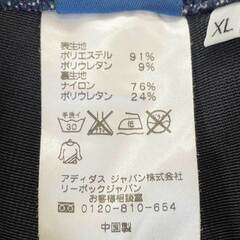 XL
表生地
ポリエステル 91%
ポリウレタン 9%
裏生地
ナイロン 76%
ポリウレタン 24%
手洗イ
30
低
アディダス ジャパン株式会社
リーボックジャパン
お客様相談室
0120-810-654
中国製